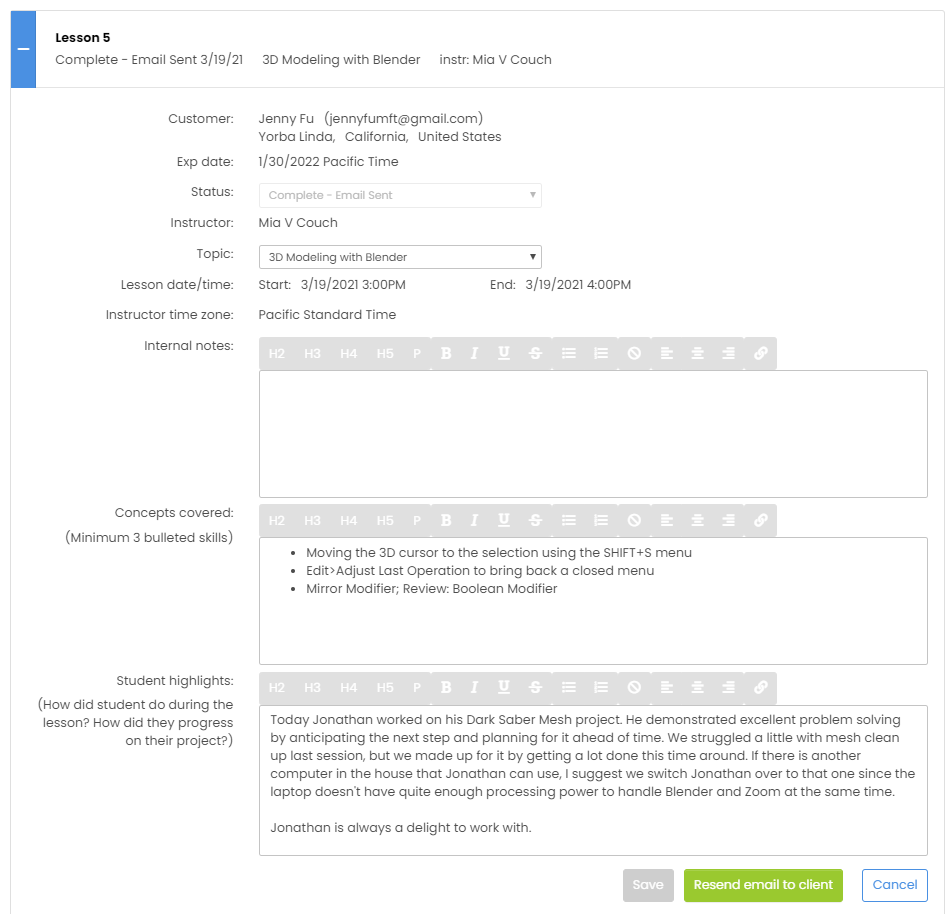 Lesson 5
Complete - Email Sent 3/19/21 3D Modeling with Blender instr: Mia V Couch
Customer: Jenny Fu (jennyfumft@gmail.com)
Yorba Linda, California, United States
Exp date: 1/30/2022 Pacific Time
Status: Complete - Email Sent
Instructor: Mia V Couch
Topic: 3D Modeling with Blender
Lesson date/time: Start: 3/19/2021 3:00PM End: 3/19/2021 4:00PM
Instructor time zone: Pacific Standard Time
Internal notes: H2 H3 H4 H5 P B I U S
Concepts covered: H2 H3 H4 H5 P B I U S
(Minimum 3 bulleted skills)
• Moving the 3D cursor to the selection using the SHIFT+S menu
• Edit>Adjust Last Operation to bring back a closed menu
• Mirror Modifier; Review: Boolean Modifier
Student highlights: H2 H3 H4 H5 P B I U S
(How did student do during the
lesson? How did they progress
on their project?)
Today Jonathan worked on his Dark Saber Mesh project. He demonstrated excellent problem solving
by anticipating the next step and planning for it ahead of time. We struggled a little with mesh clean
up last session, but we made up for it by getting a lot done this time around. If there is another
computer in the house that Jonathan can use, I suggest we switch Jonathan over to that one since the
laptop doesn't have quite enough processing power to handle Blender and Zoom at the same time.
Jonathan is always a delight to work with.
Save Resend email to client Cancel